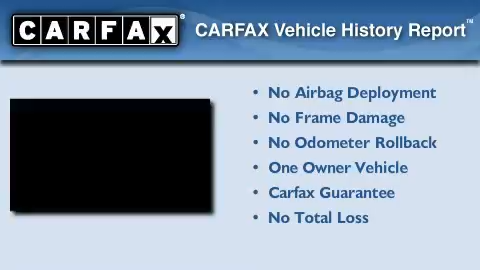 CARFAX® CARFAX Vehicle History Report™
• No Airbag Deployment
• No Frame Damage
• No Odometer Rollback
• One Owner Vehicle
• Carfax Guarantee
• No Total Loss